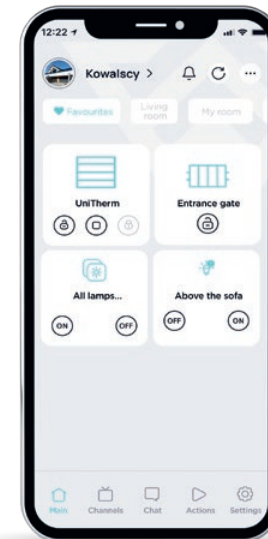 12:22
Kowalscy >
Favourites
Living
room
My room
UniTherm
Entrance gate
All lamps...
ON
OFF
Above the sofa
OFF
ON
Main
Channels
Chat
Actions
Settings